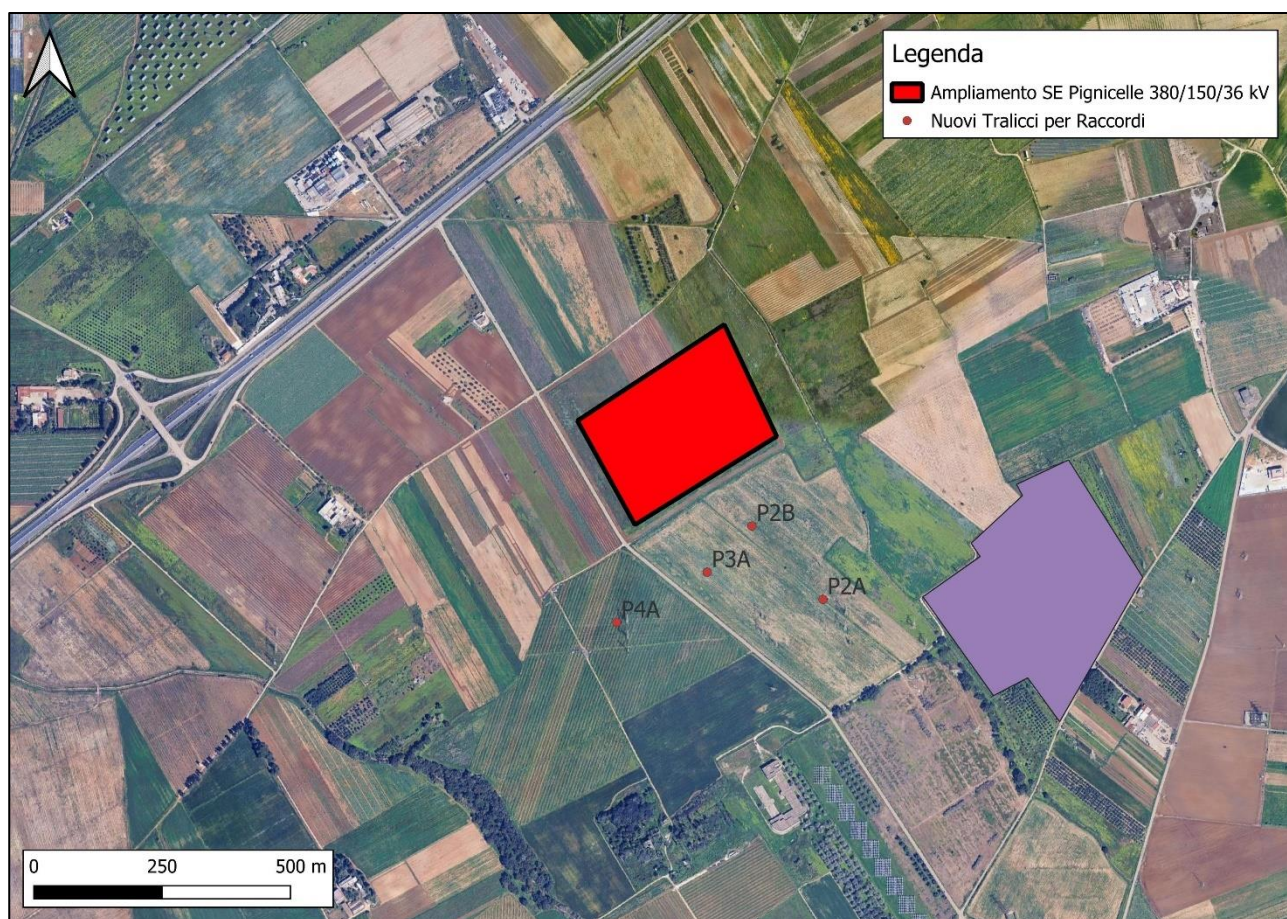 Legenda
Ampliamento SE Pignicelle 380/150/36 kV
Nuovi Tralicci per Raccordi
P2B
P3A
P2A
P4A
0 250 500 m